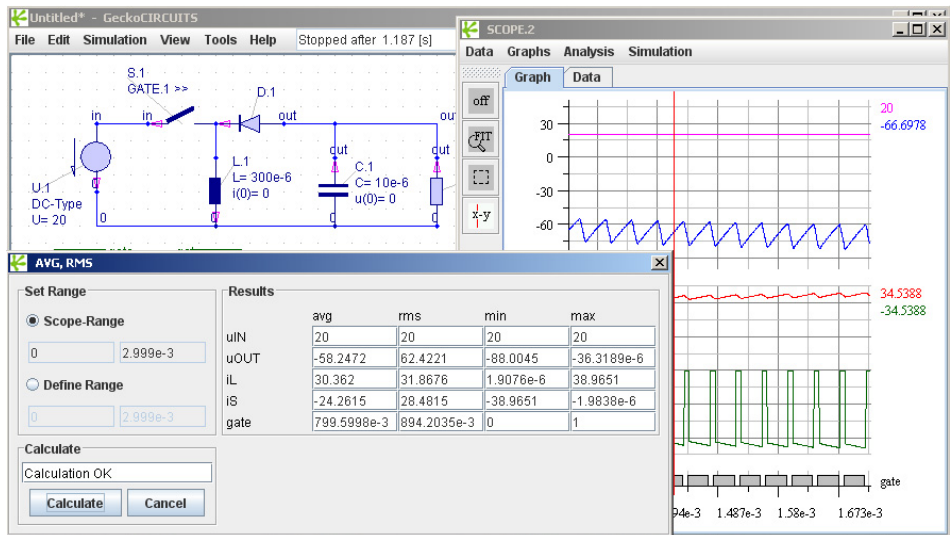 Untitled* - GeckoCIRCUITS
File Edit Simulation View Tools Help Stopped after 1.187 [s]
S.1
GATE.1 >>
D.1
in in out
out out
U.1
DC-Type
U= 20
0
L.1
L= 300e-6
i(0)= 0
0
C.1
C= 10e-6
u(0)= 0
0 0
SCOPE.2
Data Graphs Analysis Simulation
Graph Data
off
FIT
x-y
30
0
-30
-60
20
-66.6978
34.5388
-34.5388
gate
94e-3 1.487e-3 1.58e-3 1.673e-3
AVG, RMS
Set Range
Scope-Range
0 2.999e-3
Define Range
0 2.999e-3
Calculate
Calculation OK
Calculate Cancel
Results
avg rms min max
uIN 20 20 20 20
uOUT -58.2472 62.4221 -88.0045 -36.3189e-6
iL 30.362 31.8676 1.9076e-6 38.9651
iS -24.2615 28.4815 -38.9651 -1.9838e-6
gate 799.5998e-3 894.2035e-3 0 1